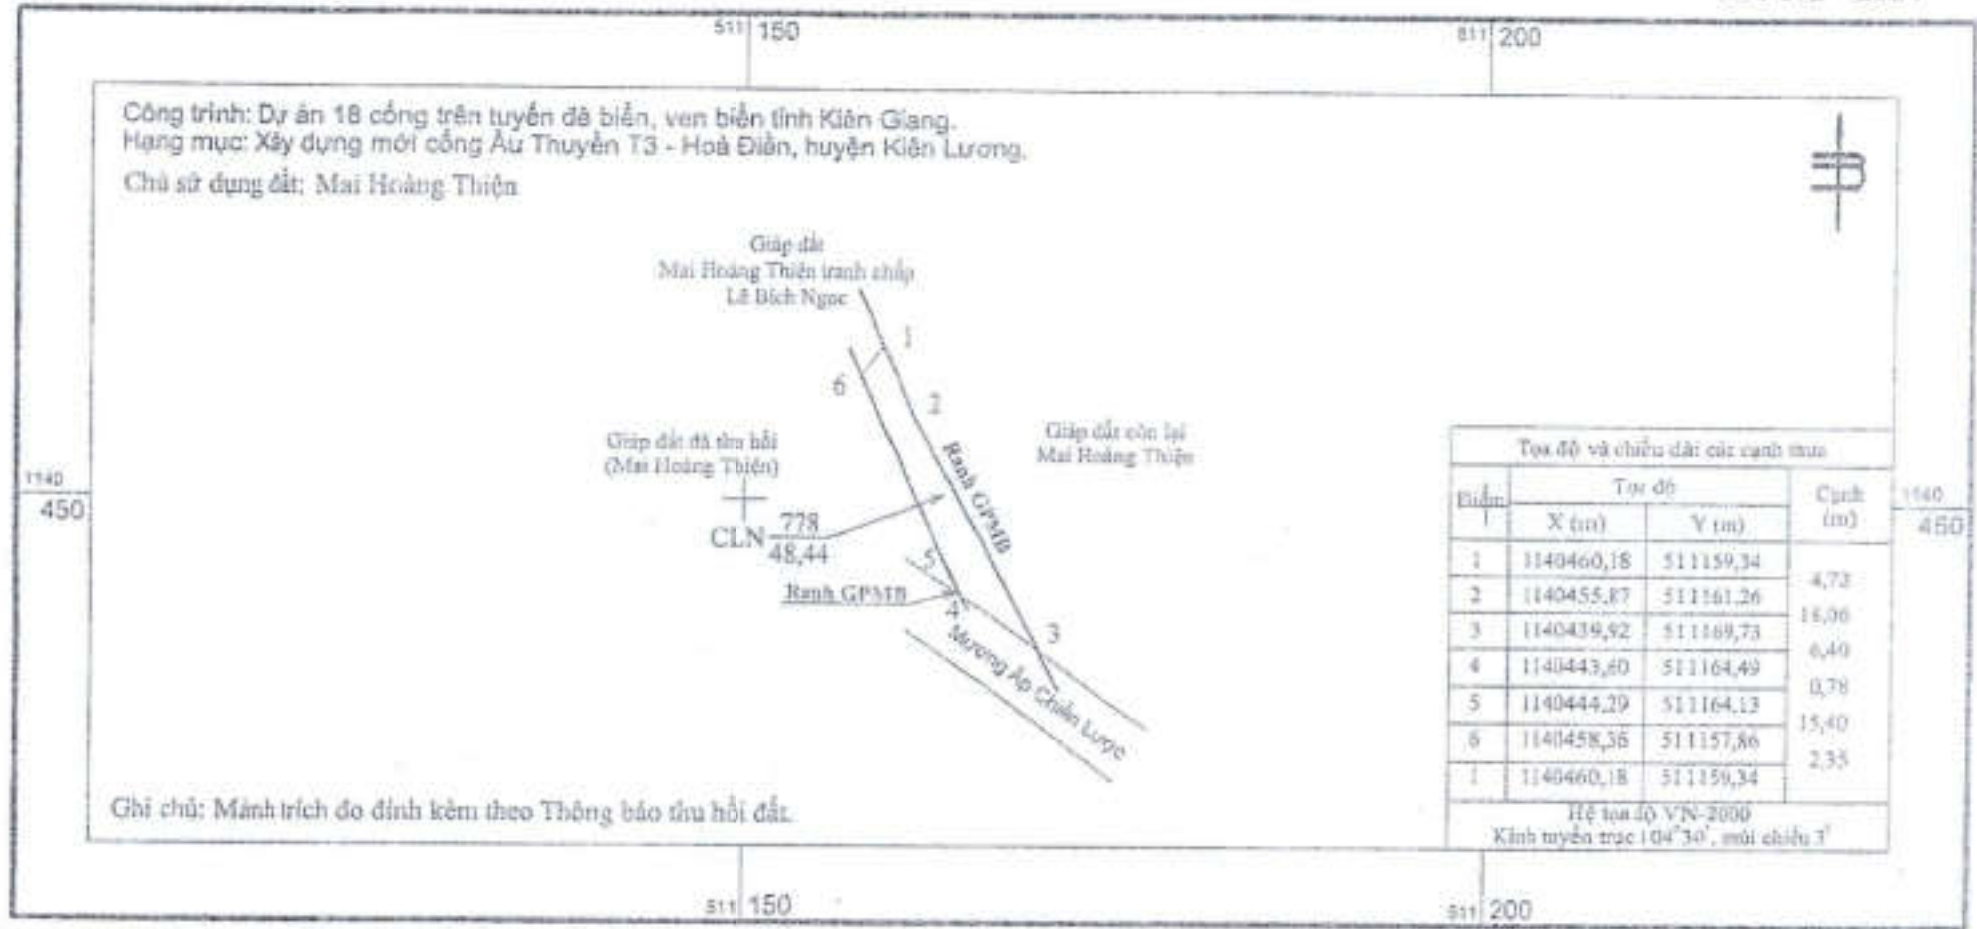 511 150
511 200
Công trình: Dự án 18 cống trên tuyến đê biển, ven biển tỉnh Kiên Giang.
Hạng mục: Xây dựng mới cống Âu Thuyền T3 - Hoà Điền, huyện Kiên Lương.
Chủ sử dụng đất: Mai Hoàng Thiện
B
Giáp đất
Mai Hoàng Thiện tranh chấp
Lê Bích Ngọc
1
6
2
Giáp đất đã thu hồi
(Mai Hoàng Thiện)
Giáp đất còn lại
Mai Hoàng Thiện
Ranh GPMB
1140
450
1140
450
CLN 778
48,44
5
Ranh GPMB
4
3
Mương Ấp Chiến Lược
Tọa độ và chiều dài các cạnh thửa
Điểm
Tọa độ
Cạnh
(m)
X (m) Y (m)
1 1140460,18 511159,34
4,72
2 1140455,87 511161,26
18,06
3 1140439,92 511169,73
6,40
4 1140443,60 511164,49
0,78
5 1140444,29 511164,13
15,40
6 1140458,36 511157,86
2,35
1 1140460,18 511159,34
Hệ tọa độ VN-2000
Kinh tuyến trục 104°30', múi chiếu 3°
Ghi chú: Mảnh trích đo đính kèm theo Thông báo thu hồi đất.
511 150
511 200